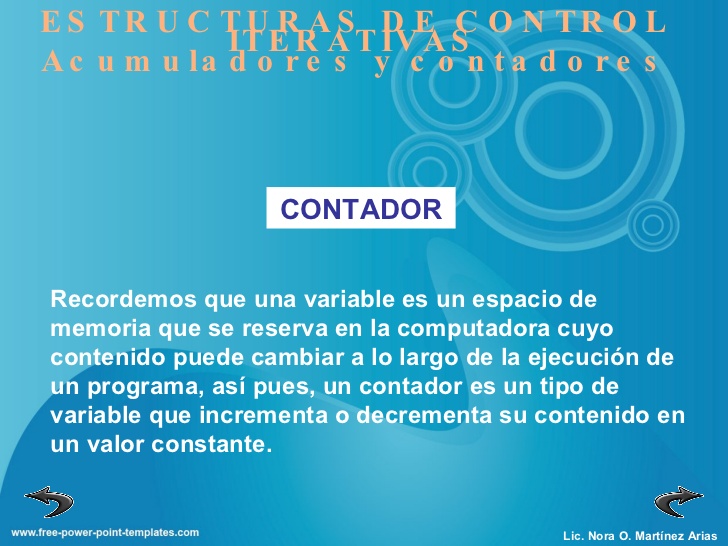 ESTRUCTURAS DE CONTROL
ITERATIVAS
Acumuladores y contadores
CONTADOR
Recordemos que una variable es un espacio de
memoria que se reserva en la computadora cuyo
contenido puede cambiar a lo largo de la ejecución de
un programa, así pues, un contador es un tipo de
variable que incrementa o decrementa su contenido en
un valor constante.
www.free-power-point-templates.com
Lic. Nora O. Martínez Arias